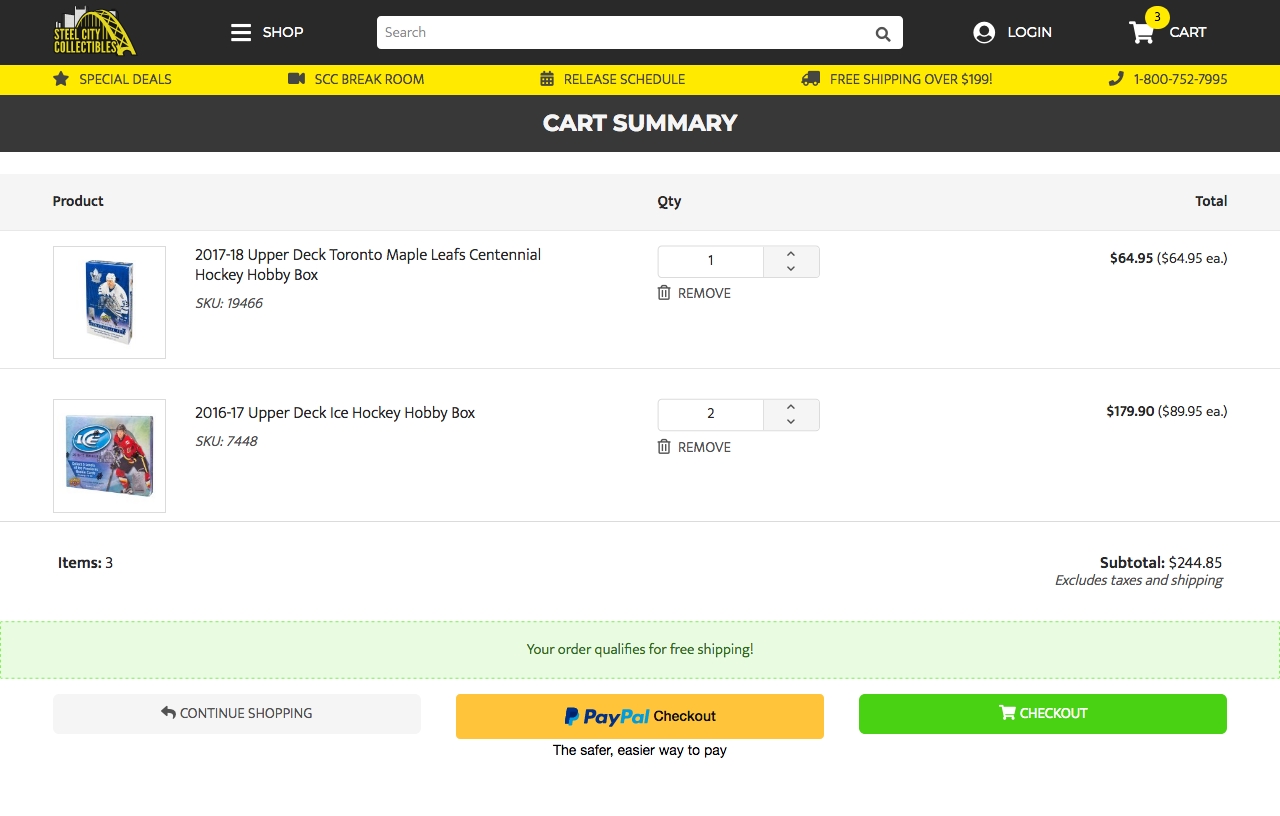 STEEL CITY
COLLECTIBLES
SHOP
Search
LOGIN
3
CART
SPECIAL DEALS
SCC BREAK ROOM
RELEASE SCHEDULE
FREE SHIPPING OVER $199!
1-800-752-7995
CART SUMMARY
Product
Qty
Total
2017-18 Upper Deck Toronto Maple Leafs Centennial
Hockey Hobby Box
SKU: 19466
1
REMOVE
$64.95 ($64.95 ea.)
ICE
2016-17 Upper Deck Ice Hockey Hobby Box
SKU: 7448
2
REMOVE
$179.90 ($89.95 ea.)
Items: 3
Subtotal: $244.85
Excludes taxes and shipping
Your order qualifies for free shipping!
CONTINUE SHOPPING
PayPal Checkout
The safer, easier way to pay
CHECKOUT